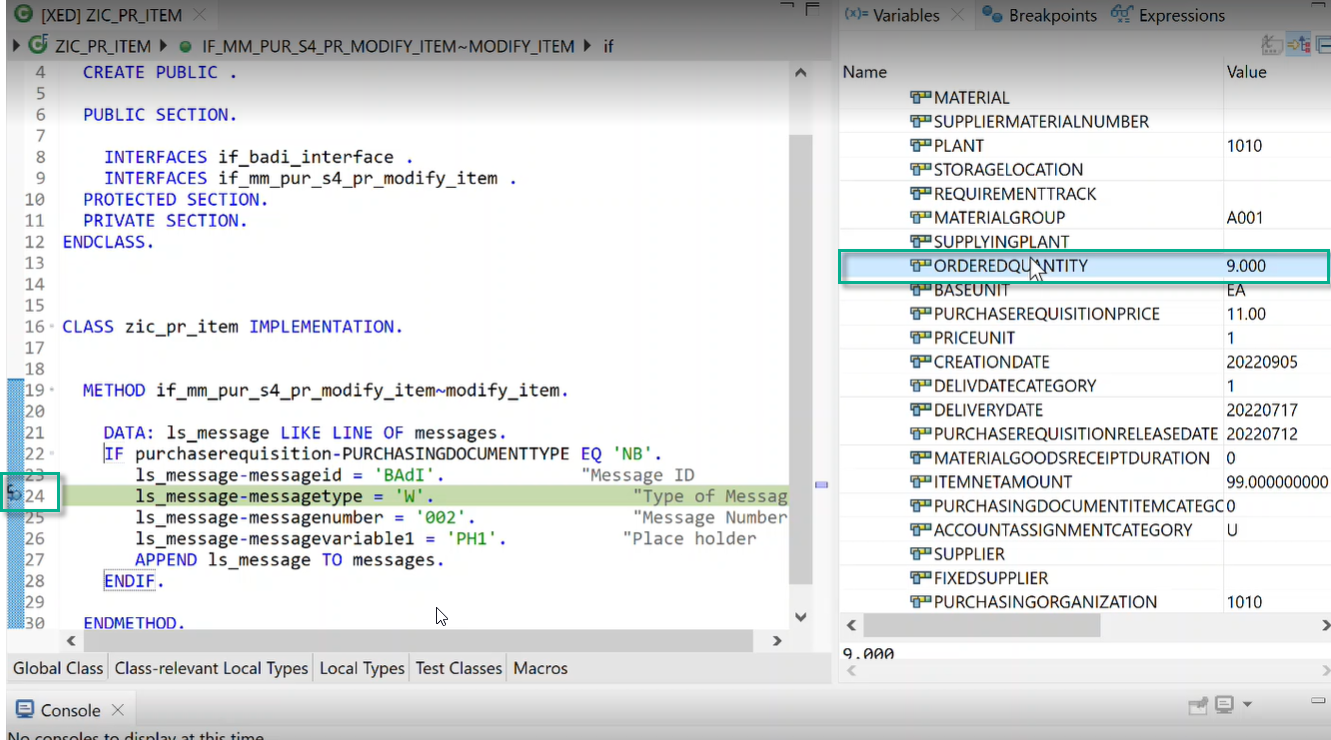 [XED] ZIC_PR_ITEM
ZIC_PR_ITEM IF_MM_PUR_S4_PR_MODIFY_ITEM~MODIFY_ITEM if
4 CREATE PUBLIC .
5
6 PUBLIC SECTION.
7
8 INTERFACES if_badi_interface .
9 INTERFACES if_mm_pur_s4_pr_modify_item .
10 PROTECTED SECTION.
11 PRIVATE SECTION.
12 ENDCLASS.
13
14
15
16 CLASS zic_pr_item IMPLEMENTATION.
17
18
19 METHOD if_mm_pur_s4_pr_modify_item~modify_item.
20
21 DATA: ls_message LIKE LINE OF messages.
22 IF purchaserequisition-PURCHASINGDOCUMENTTYPE EQ 'NB'.
23 ls_message-messageid = 'BAdI'. "Message ID
24 ls_message-messagetype = 'W'. "Type of Messag
25 ls_message-messagenumber = '002'. "Message Number
26 ls_message-messagevariable1 = 'PH1'. "Place holder
27 APPEND ls_message TO messages.
28 ENDIF.
29
30 ENDMETHOD.
Global Class Class-relevant Local Types Local Types Test Classes Macros
Console
No consoles to display at this time.
(x)= Variables Breakpoints Expressions
Name Value
MATERIAL
SUPPLIERMATERIALNUMBER
PLANT 1010
STORAGELOCATION
REQUIREMENTTRACK
MATERIALGROUP A001
SUPPLYINGPLANT
ORDEREDQUANTITY 9.000
BASEUNIT EA
PURCHASEREQUISITIONPRICE 11.00
PRICEUNIT 1
CREATIONDATE 20220905
DELIVDATECATEGORY 1
DELIVERYDATE 20220717
PURCHASEREQUISITIONRELEASEDATE 20220712
MATERIALGOODSRECEIPTDURATION 0
ITEMNETAMOUNT 99.000000000
PURCHASINGDOCUMENTITEMCATEGC 0
ACCOUNTASSIGNMENTCATEGORY U
SUPPLIER
FIXEDSUPPLIER
PURCHASINGORGANIZATION 1010
9.000